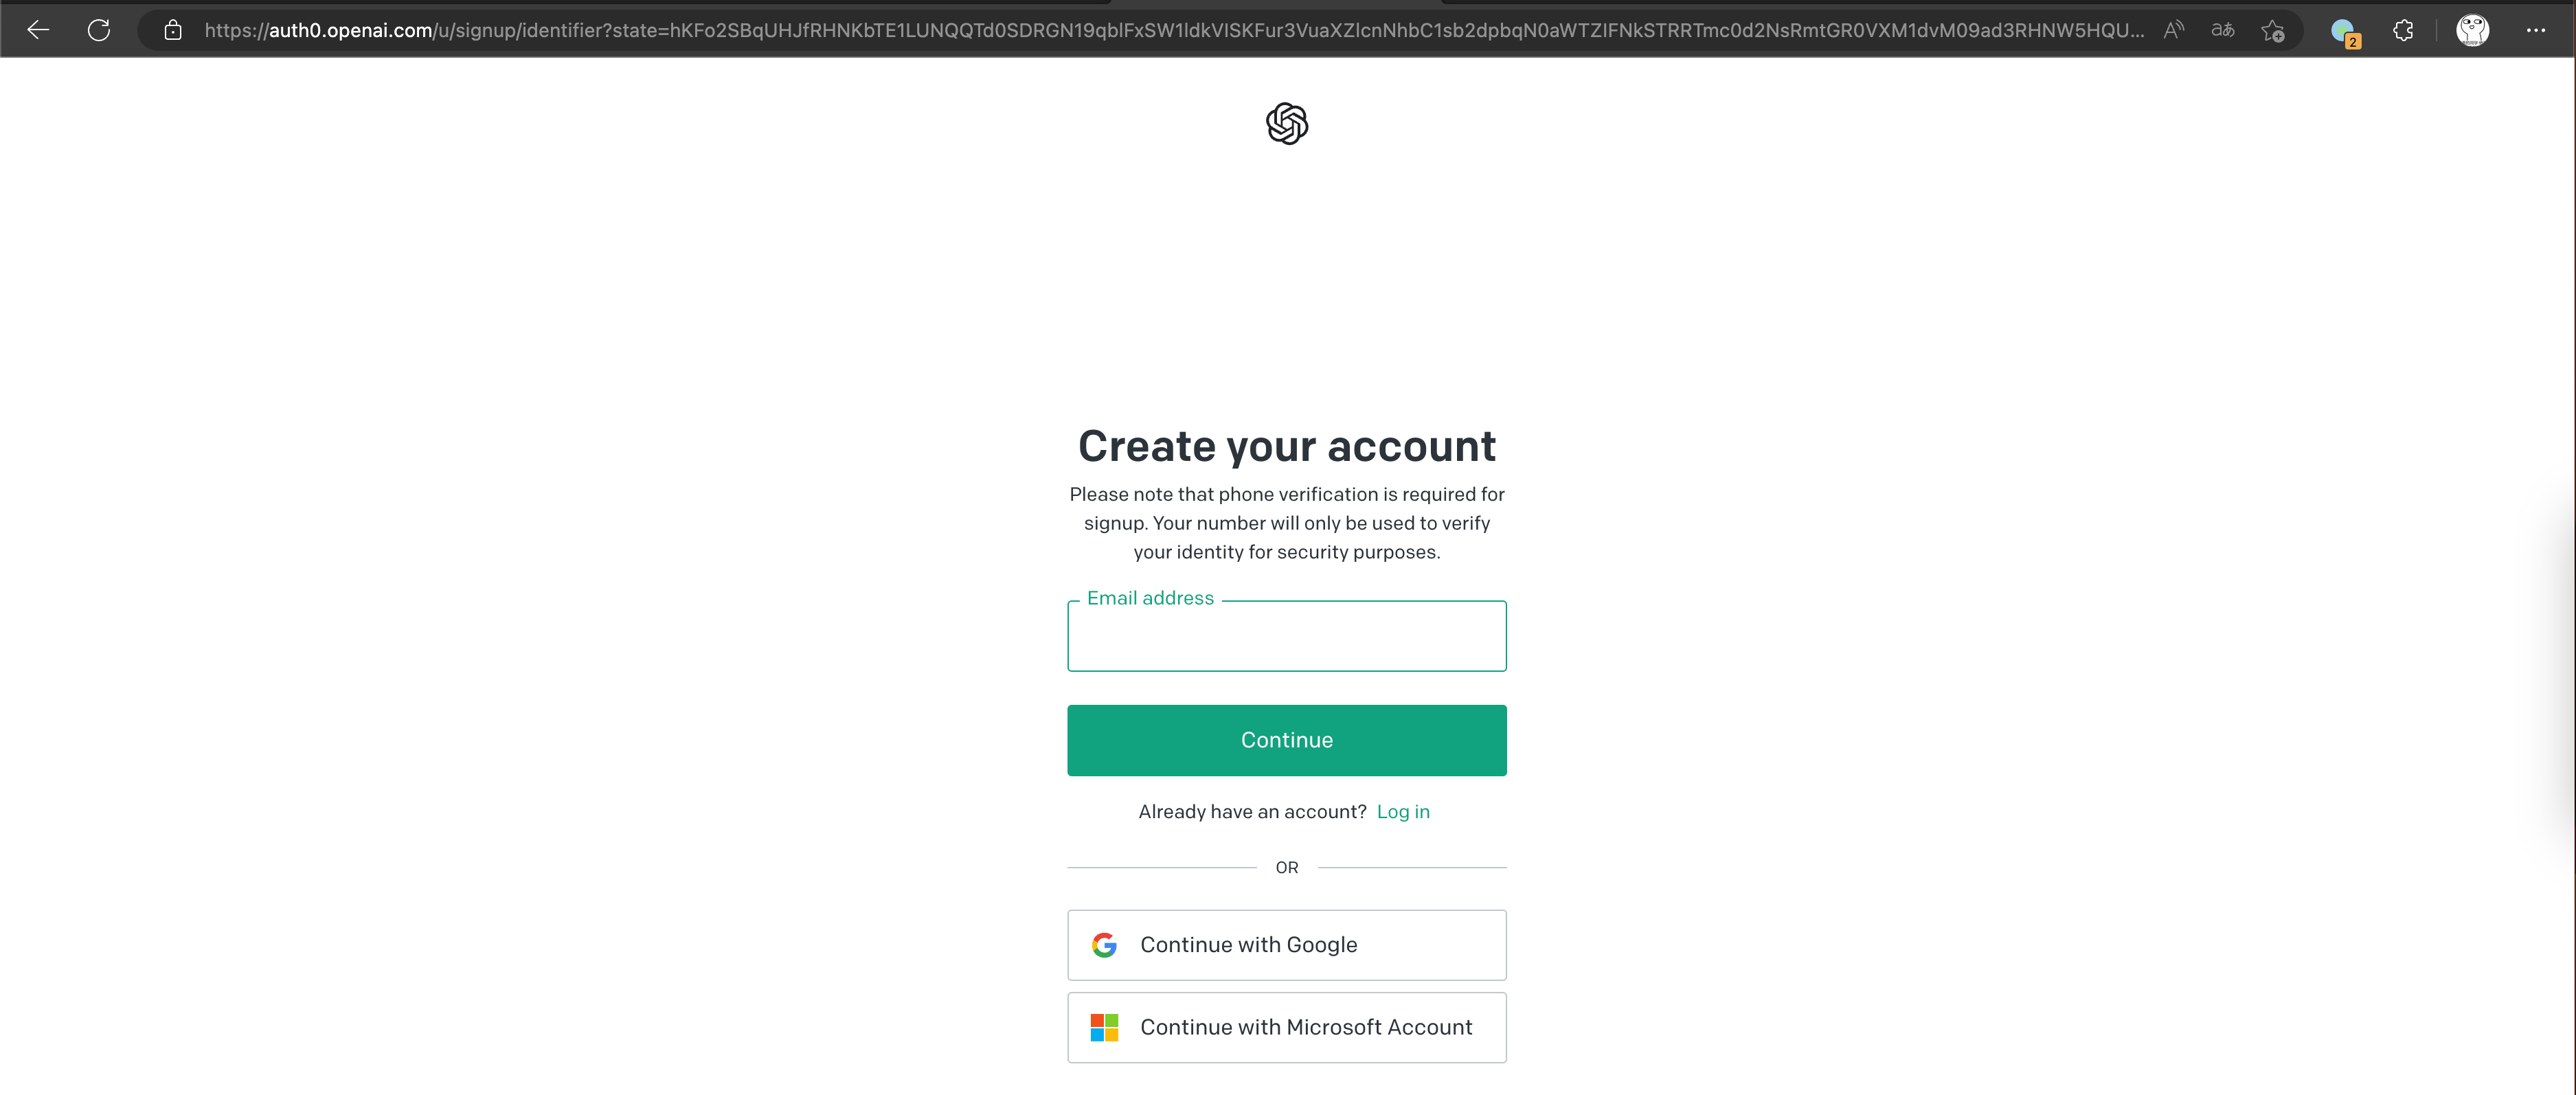 https://auth0.openai.com/u/signup/identifier?state=hKFo2SBqUHJfRHNKbTE1LUNQQTd0SDRGN19qblFxSW1ldkVISKFur3VuaXZlcnNhbC1sb2dpbqN0aWTZIFNkSTRRTmc0d2NsRmtGR0VXM1dvM09ad3RHNW5HQU...
2
Create your account
Please note that phone verification is required for
signup. Your number will only be used to verify
your identity for security purposes.
Email address
Continue
Already have an account? Log in
OR
Continue with Google
Continue with Microsoft Account